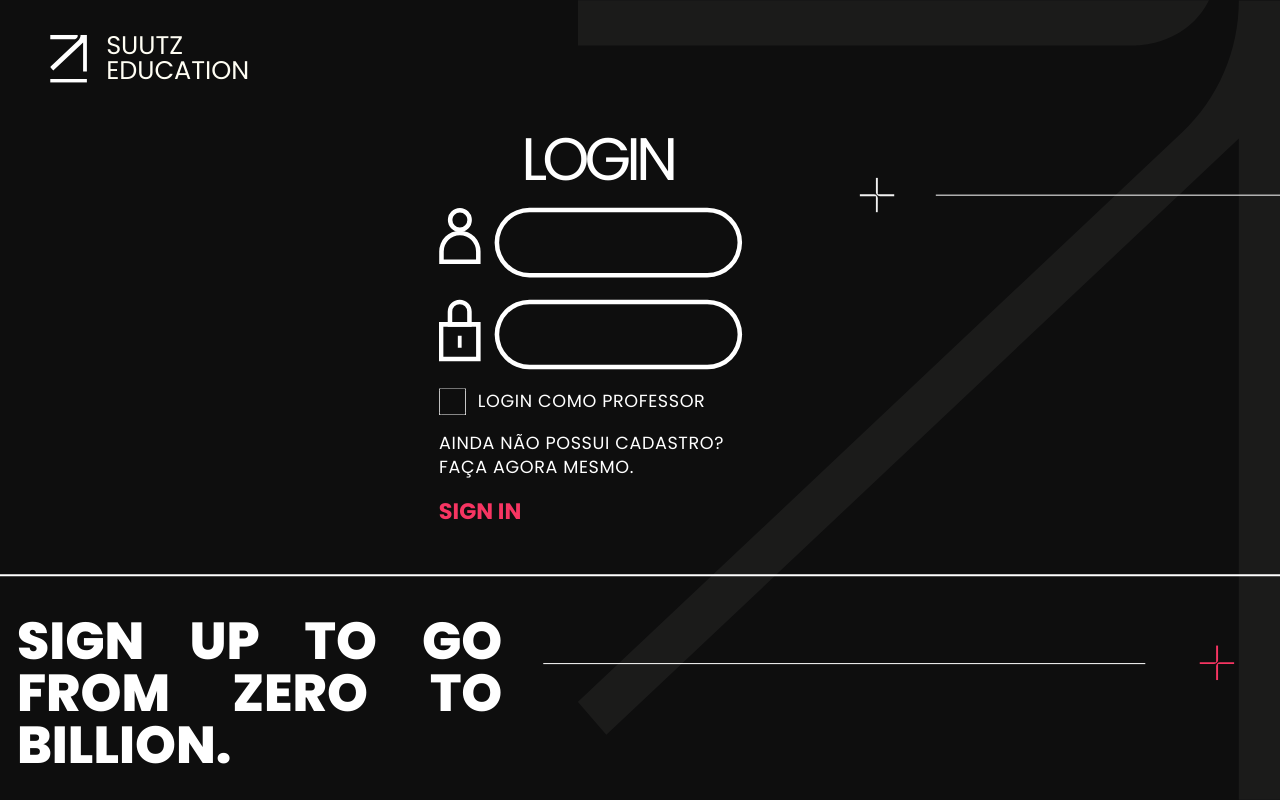 SUUTZ
EDUCATION
LOGIN
LOGIN COMO PROFESSOR
AINDA NÃO POSSUI CADASTRO?
FAÇA AGORA MESMO.
SIGN IN
SIGN UP TO GO
FROM ZERO TO
BILLION.